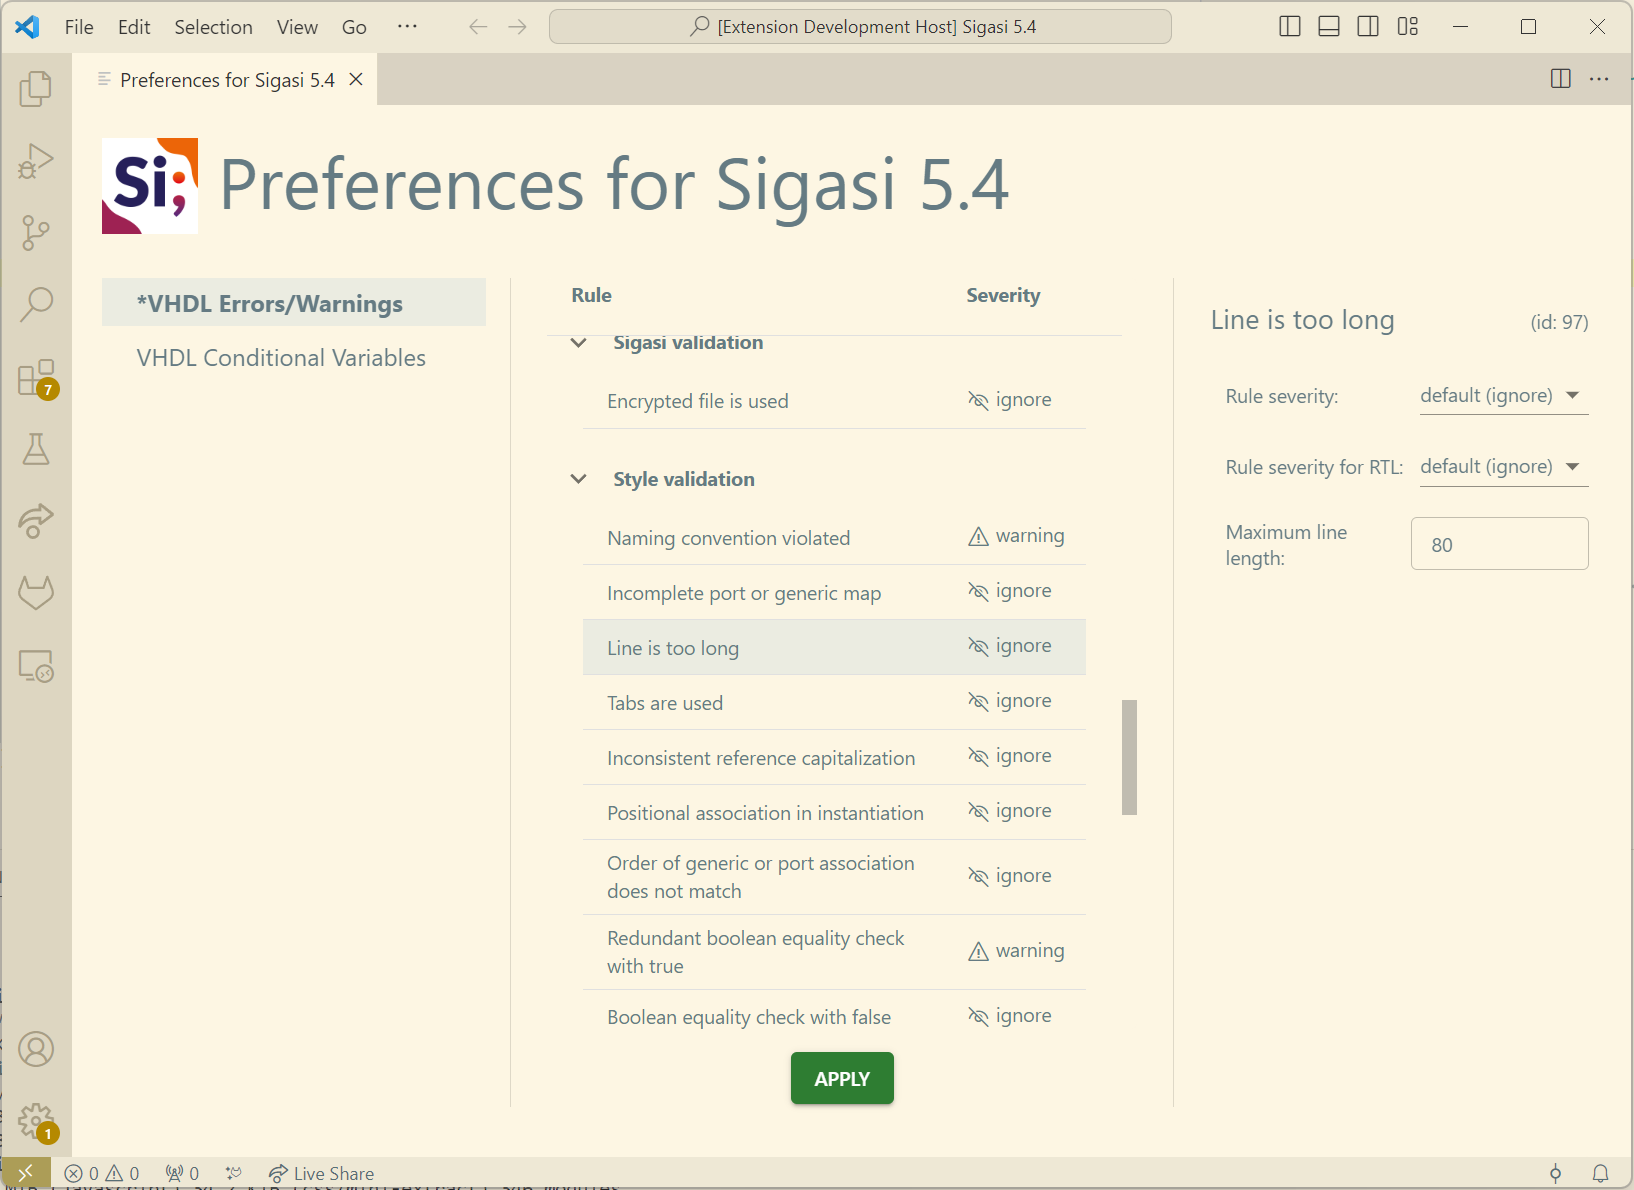 File Edit Selection View Go ··· [Extension Development Host] Sigasi 5.4
Preferences for Sigasi 5.4
Si; Preferences for Sigasi 5.4
*VHDL Errors/Warnings
VHDL Conditional Variables
Rule Severity
Sigasi validation
Encrypted file is used ignore
Style validation
Naming convention violated warning
Incomplete port or generic map ignore
Line is too long ignore
Tabs are used ignore
Inconsistent reference capitalization ignore
Positional association in instantiation ignore
Order of generic or port association
does not match ignore
Redundant boolean equality check
with true warning
Boolean equality check with false ignore
APPLY
Line is too long (id: 97)
Rule severity: default (ignore)
Rule severity for RTL: default (ignore)
Maximum line
length: 80
7
1
0 0 0 Live Share